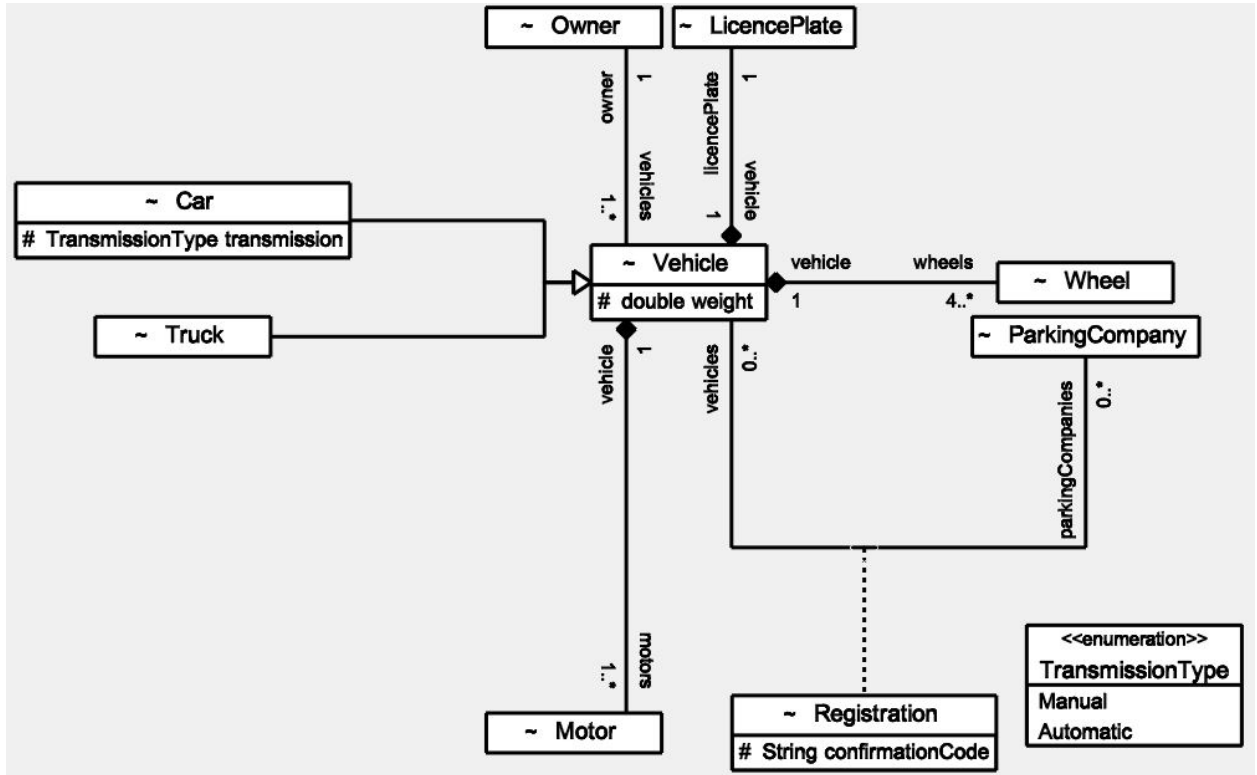 ~ Owner
~ LicencePlate
owner
1
licencePlate
1
vehicles
1..*
vehicle
1
~ Car
# TransmissionType transmission
~ Vehicle
# double weight
vehicle
wheels
1
4..*
~ Wheel
~ Truck
~ ParkingCompany
vehicle
1
vehicles
*..0
0..*
parkingCompanies
motors
1..*
~ Motor
~ Registration
# String confirmationCode
<<enumeration>>
TransmissionType
Manual
Automatic